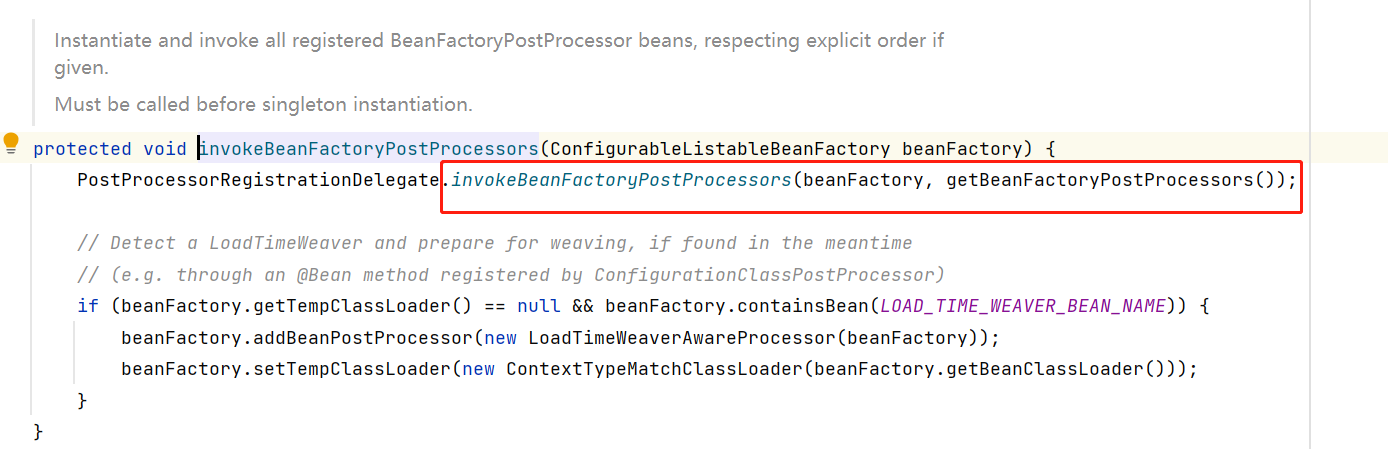 Instantiate and invoke all registered BeanFactoryPostProcessor beans, respecting explicit order if
given.
Must be called before singleton instantiation.
protected void invokeBeanFactoryPostProcessors(ConfigurableListableBeanFactory beanFactory) {
PostProcessorRegistrationDelegate.invokeBeanFactoryPostProcessors(beanFactory, getBeanFactoryPostProcessors());
// Detect a LoadTimeWeaver and prepare for weaving, if found in the meantime
// (e.g. through an @Bean method registered by ConfigurationClassPostProcessor)
if (beanFactory.getTempClassLoader() == null && beanFactory.containsBean(LOAD_TIME_WEAVER_BEAN_NAME)) {
beanFactory.addBeanPostProcessor(new LoadTimeWeaverAwareProcessor(beanFactory));
beanFactory.setTempClassLoader(new ContextTypeMatchClassLoader(beanFactory.getBeanClassLoader()));
}
}